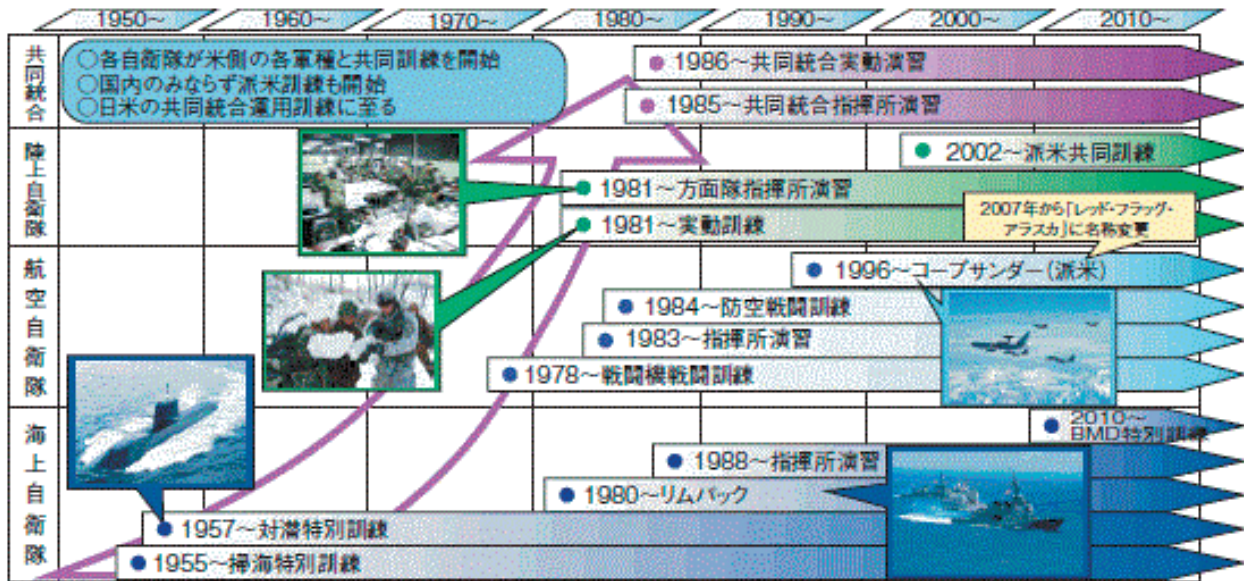 1950～ 1960～ 1970～ 1980～ 1990～ 2000～ 2010～
共同統合
○各自衛隊が米側の各軍種と共同訓練を開始
○国内のみならず派米訓練も開始
○日米の共同統合運用訓練に至る
1986～共同統合実動演習
1985～共同統合指揮所演習
陸上自衛隊
2002～派米共同訓練
1981～方面隊指揮所演習
1981～実動訓練
2007年から「レッド・フラッグ・
アラスカ」に名称変更
航空自衛隊
1996～コープサンダー（派米）
1984～防空戦闘訓練
1983～指揮所演習
1978～戦闘機戦闘訓練
海上自衛隊
2010～
BMD特別訓練
1988～指揮所演習
1980～リムパック
1957～対潜特別訓練
1955～掃海特別訓練